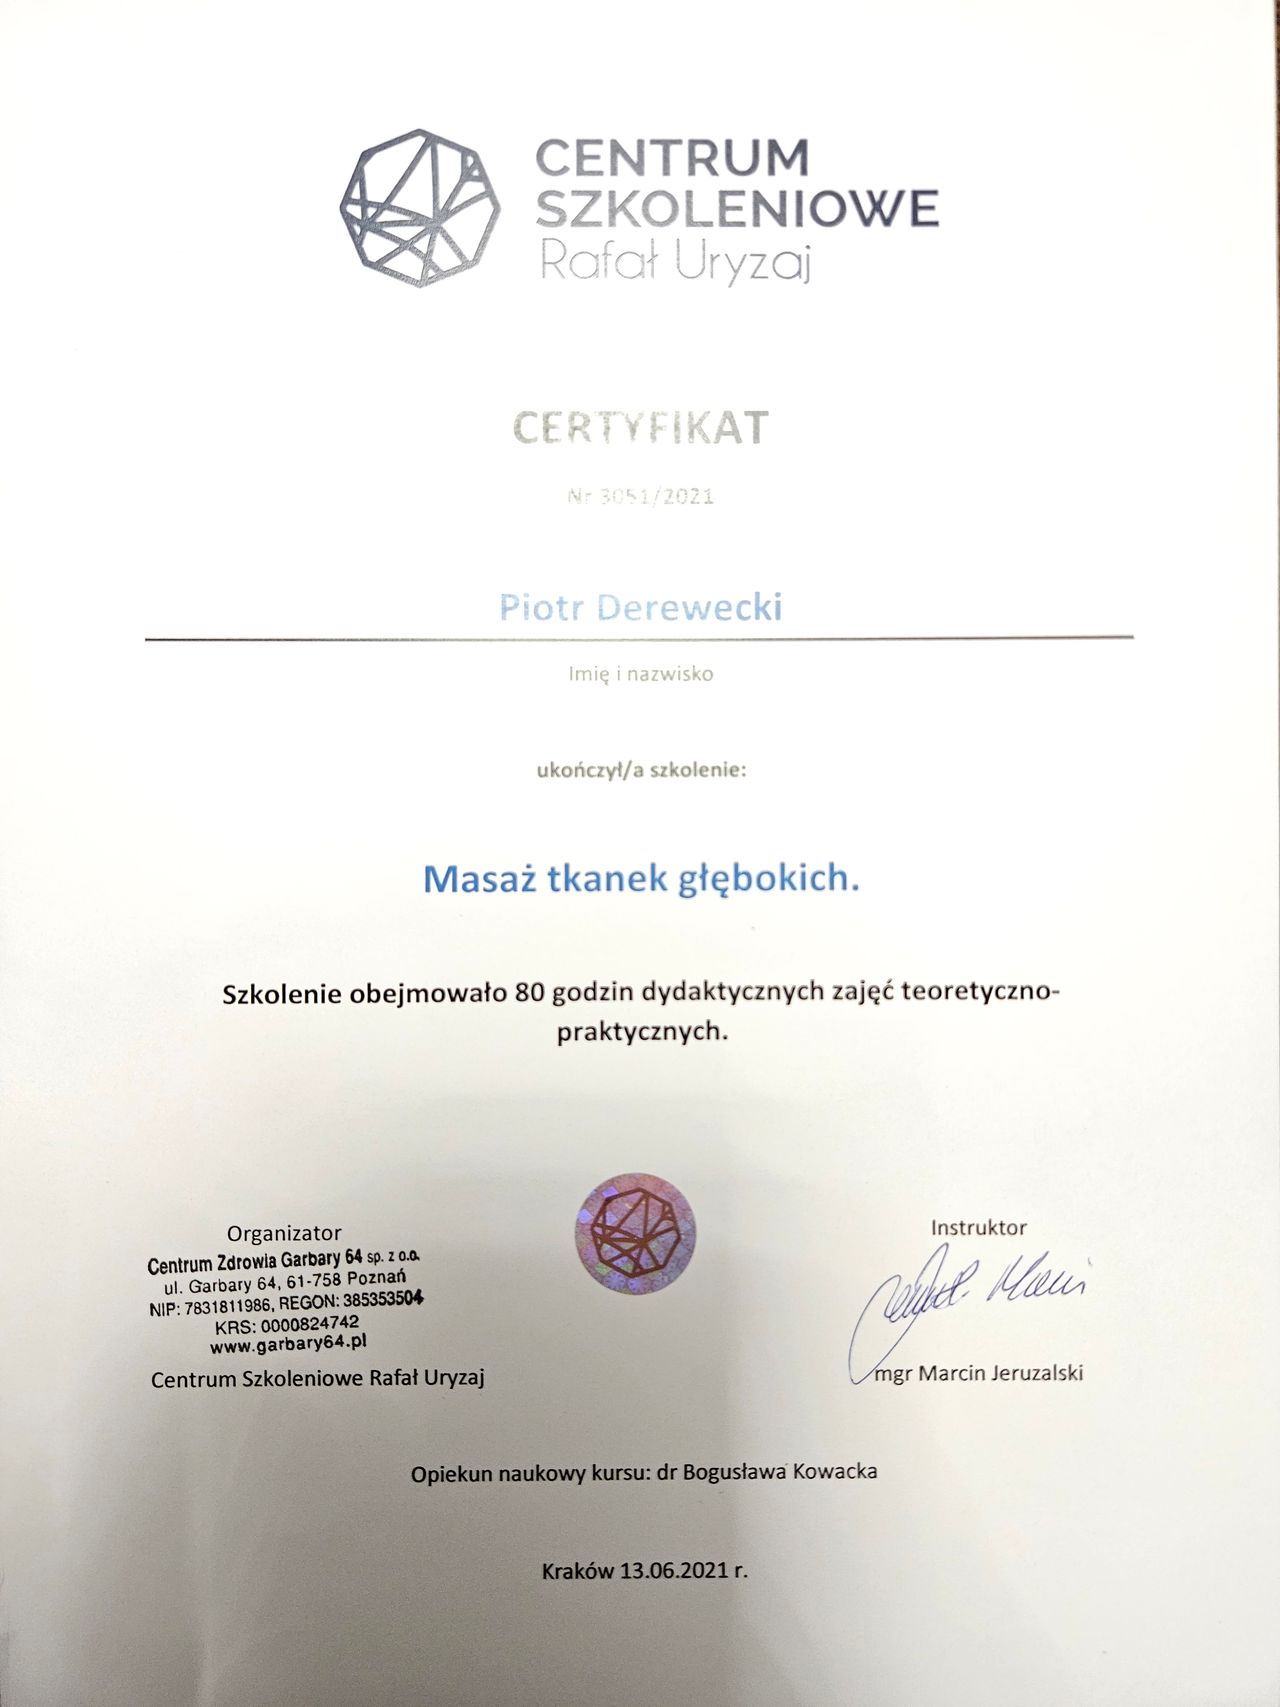 CENTRUM
SZKOLENIOWE
Rafał Uryzaj
CERTYFIKAT
Nr 3051/2021
Piotr Derewecki
Imię i nazwisko
ukończył/a szkolenie:
Masaż tkanek głębokich.
Szkolenie obejmowało 80 godzin dydaktycznych zajęć teoretyczno-
praktycznych.
Organizator
Centrum Zdrowia Garbary 64 sp. z o.o.
ul. Garbary 64, 61-758 Poznań
NIP: 7831811986, REGON: 385353504
KRS: 0000824742
www.garbary64.pl
Centrum Szkoleniowe Rafał Uryzaj
Instruktor
mgr Marcin Jeruzalski
Opiekun naukowy kursu: dr Bogusława Kowacka
Kraków 13.06.2021 r.